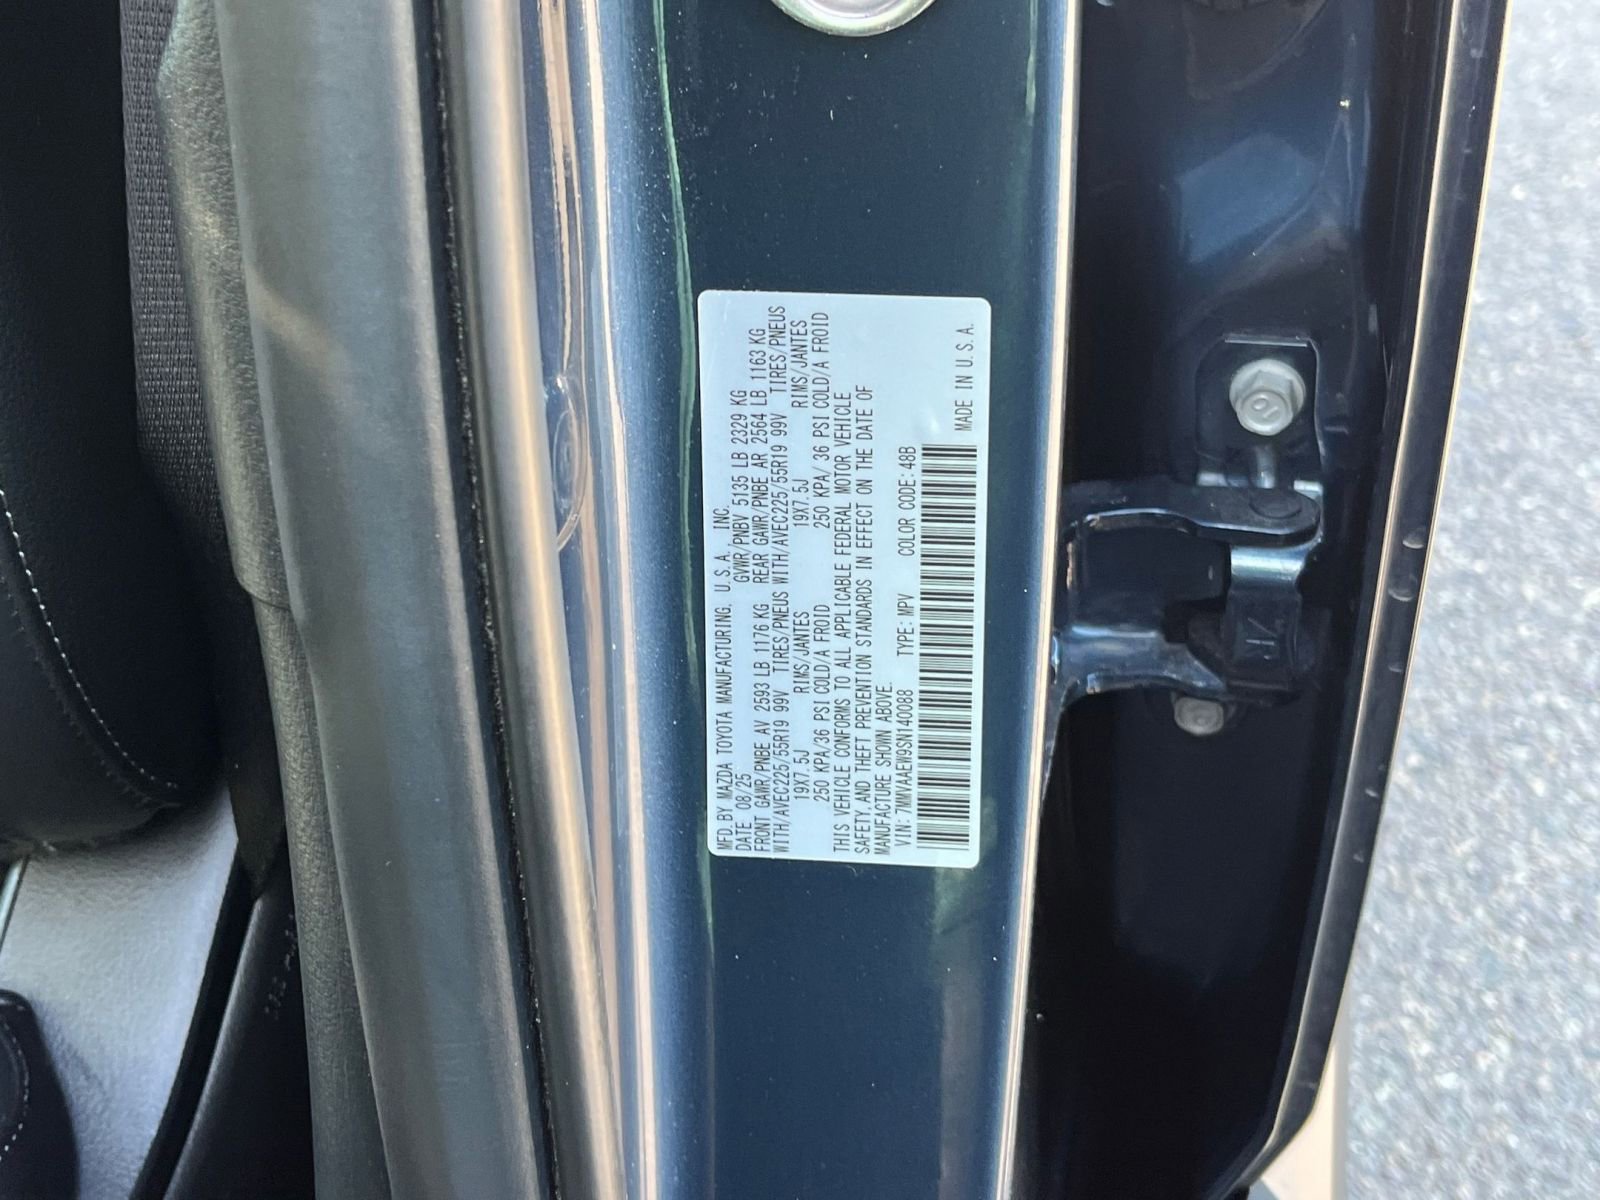 MFD. BY MAZDA TOYOTA MANUFACTURING, U.S.A., INC.
DATE 08/25 GVWR/PNBV 5135 LB 2329 KG
FRONT GAWR/PNBE AV 2593 LB 1176 KG REAR GAWR/PNBE AR 2564 LB 1163 KG
WITH/AVEC225/55R19 99V TIRES/PNEUS WITH/AVEC225/55R19 99V TIRES/PNEUS
19X7.5J RIMS/JANTES 19X7.5J RIMS/JANTES
250 KPA/36 PSI COLD/A FROID 250 KPA/ 36 PSI COLD/A FROID
THIS VEHICLE CONFORMS TO ALL APPLICABLE FEDERAL MOTOR VEHICLE
SAFETY, AND THEFT PREVENTION STANDARDS IN EFFECT ON THE DATE OF
MANUFACTURE SHOWN ABOVE.
VIN: 7MMVAAEW9SN140088 TYPE: MPV COLOR CODE: 48B
MADE IN U.S.A.